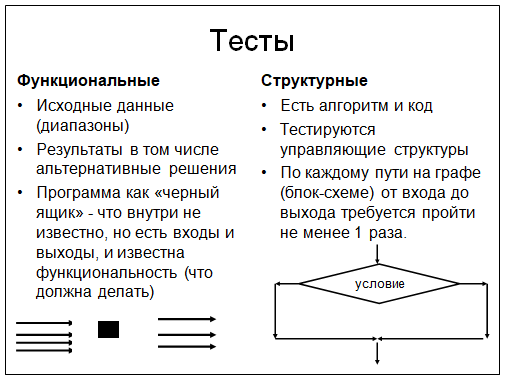 Тесты
Функциональные
• Исходные данные
(диапазоны)
• Результаты в том числе
альтернативные решения
• Программа как «черный
ящик» - что внутри не
известно, но есть входы и
выходы, и известна
функциональность (что
должна делать)
Структурные
• Есть алгоритм и код
• Тестируются
управляющие структуры
• По каждому пути на графе
(блок-схеме) от входа до
выхода требуется пройти
не менее 1 раза.
условие